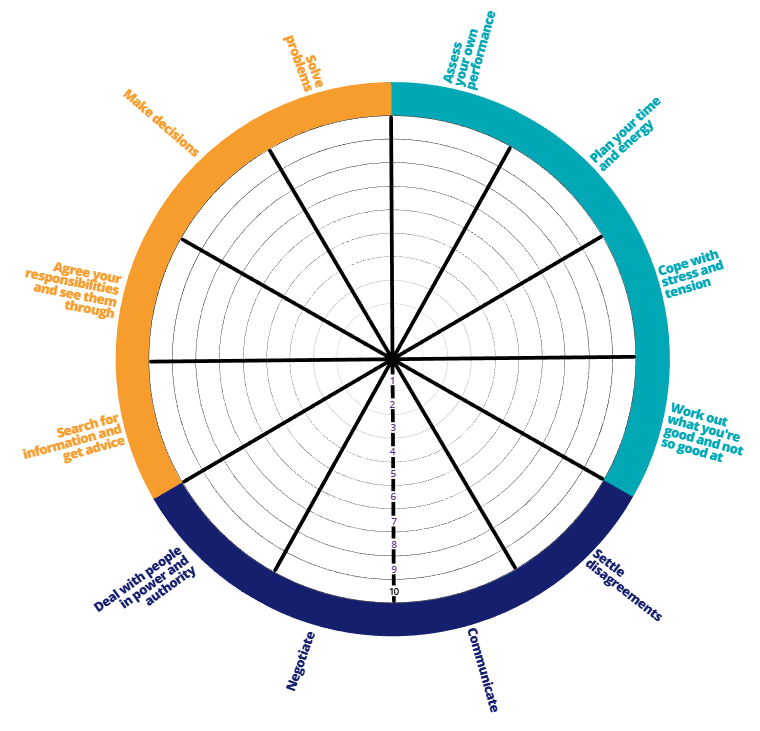 Assess
your own
performance
Plan your time
and energy
Cope with
stress and
tension
Work out
what you're
good and not
so good at
Settle
disagreements
Communicate
Negotiate
Deal with people
in power and
authority
Search for
information and
get advice
Agree your
responsibilities
and see them
through
Make decisions
Solve
problems
1
2
3
4
5
6
7
8
9
10